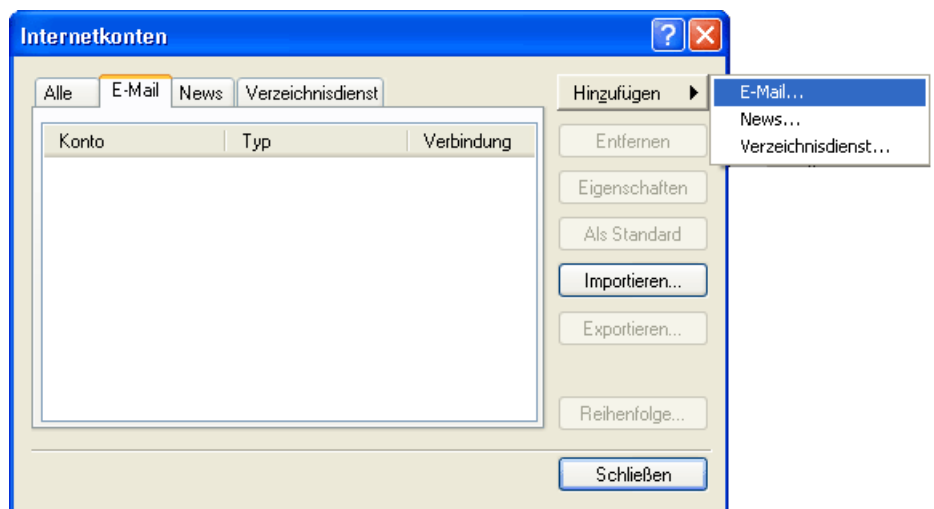 Internetkonten
Alle E-Mail News Verzeichnisdienst
Konto Typ Verbindung
Hinzufügen
E-Mail...
News...
Verzeichnisdienst...
Entfernen
Eigenschaften
Als Standard
Importieren...
Exportieren...
Reihenfolge...
Schließen